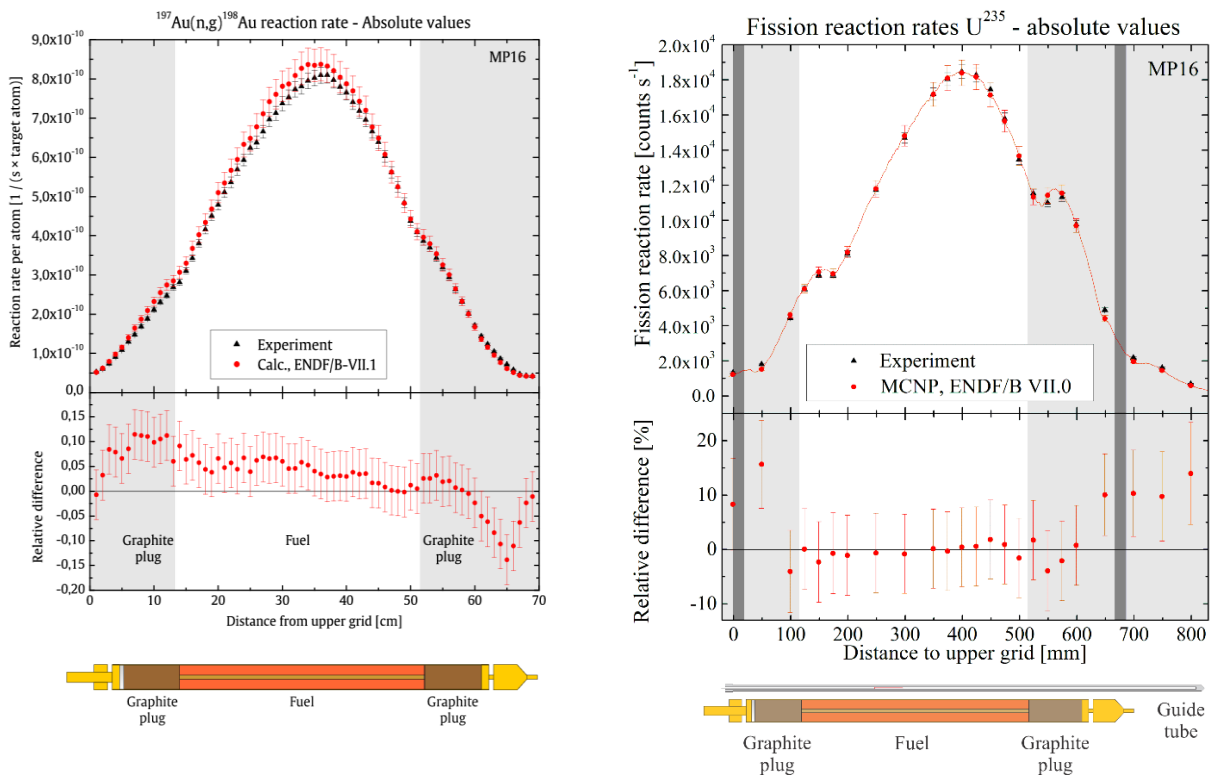 ¹⁹⁷Au(n,g)¹⁹⁸Au reaction rate - Absolute values
9,0x10⁻¹⁰
8,0x10⁻¹⁰
7,0x10⁻¹⁰
6,0x10⁻¹⁰
5,0x10⁻¹⁰
4,0x10⁻¹⁰
3,0x10⁻¹⁰
2,0x10⁻¹⁰
1,0x10⁻¹⁰
0,0
Reaction rate per atom [1 / (s × target atom)]
MP16
Experiment
Calc., ENDF/B-VII.1
0,15
0,10
0,05
0,00
-0,05
-0,10
-0,15
-0,20
Relative difference
Graphite
plug
Fuel
Graphite
plug
0 10 20 30 40 50 60 70
Distance from upper grid [cm]
Graphite
plug
Fuel
Graphite
plug
Fission reaction rates U²³⁵ - absolute values
2.0x10⁴
1.8x10⁴
1.6x10⁴
1.4x10⁴
1.2x10⁴
1.0x10⁴
8.0x10³
6.0x10³
4.0x10³
2.0x10³
0.0
Fission reaction rate [counts s⁻¹]
MP16
Experiment
MCNP, ENDF/B VII.0
20
10
0
-10
Relative difference [%]
0 100 200 300 400 500 600 700 800
Distance to upper grid [mm]
Graphite
plug
Fuel
Graphite
plug
Guide
tube